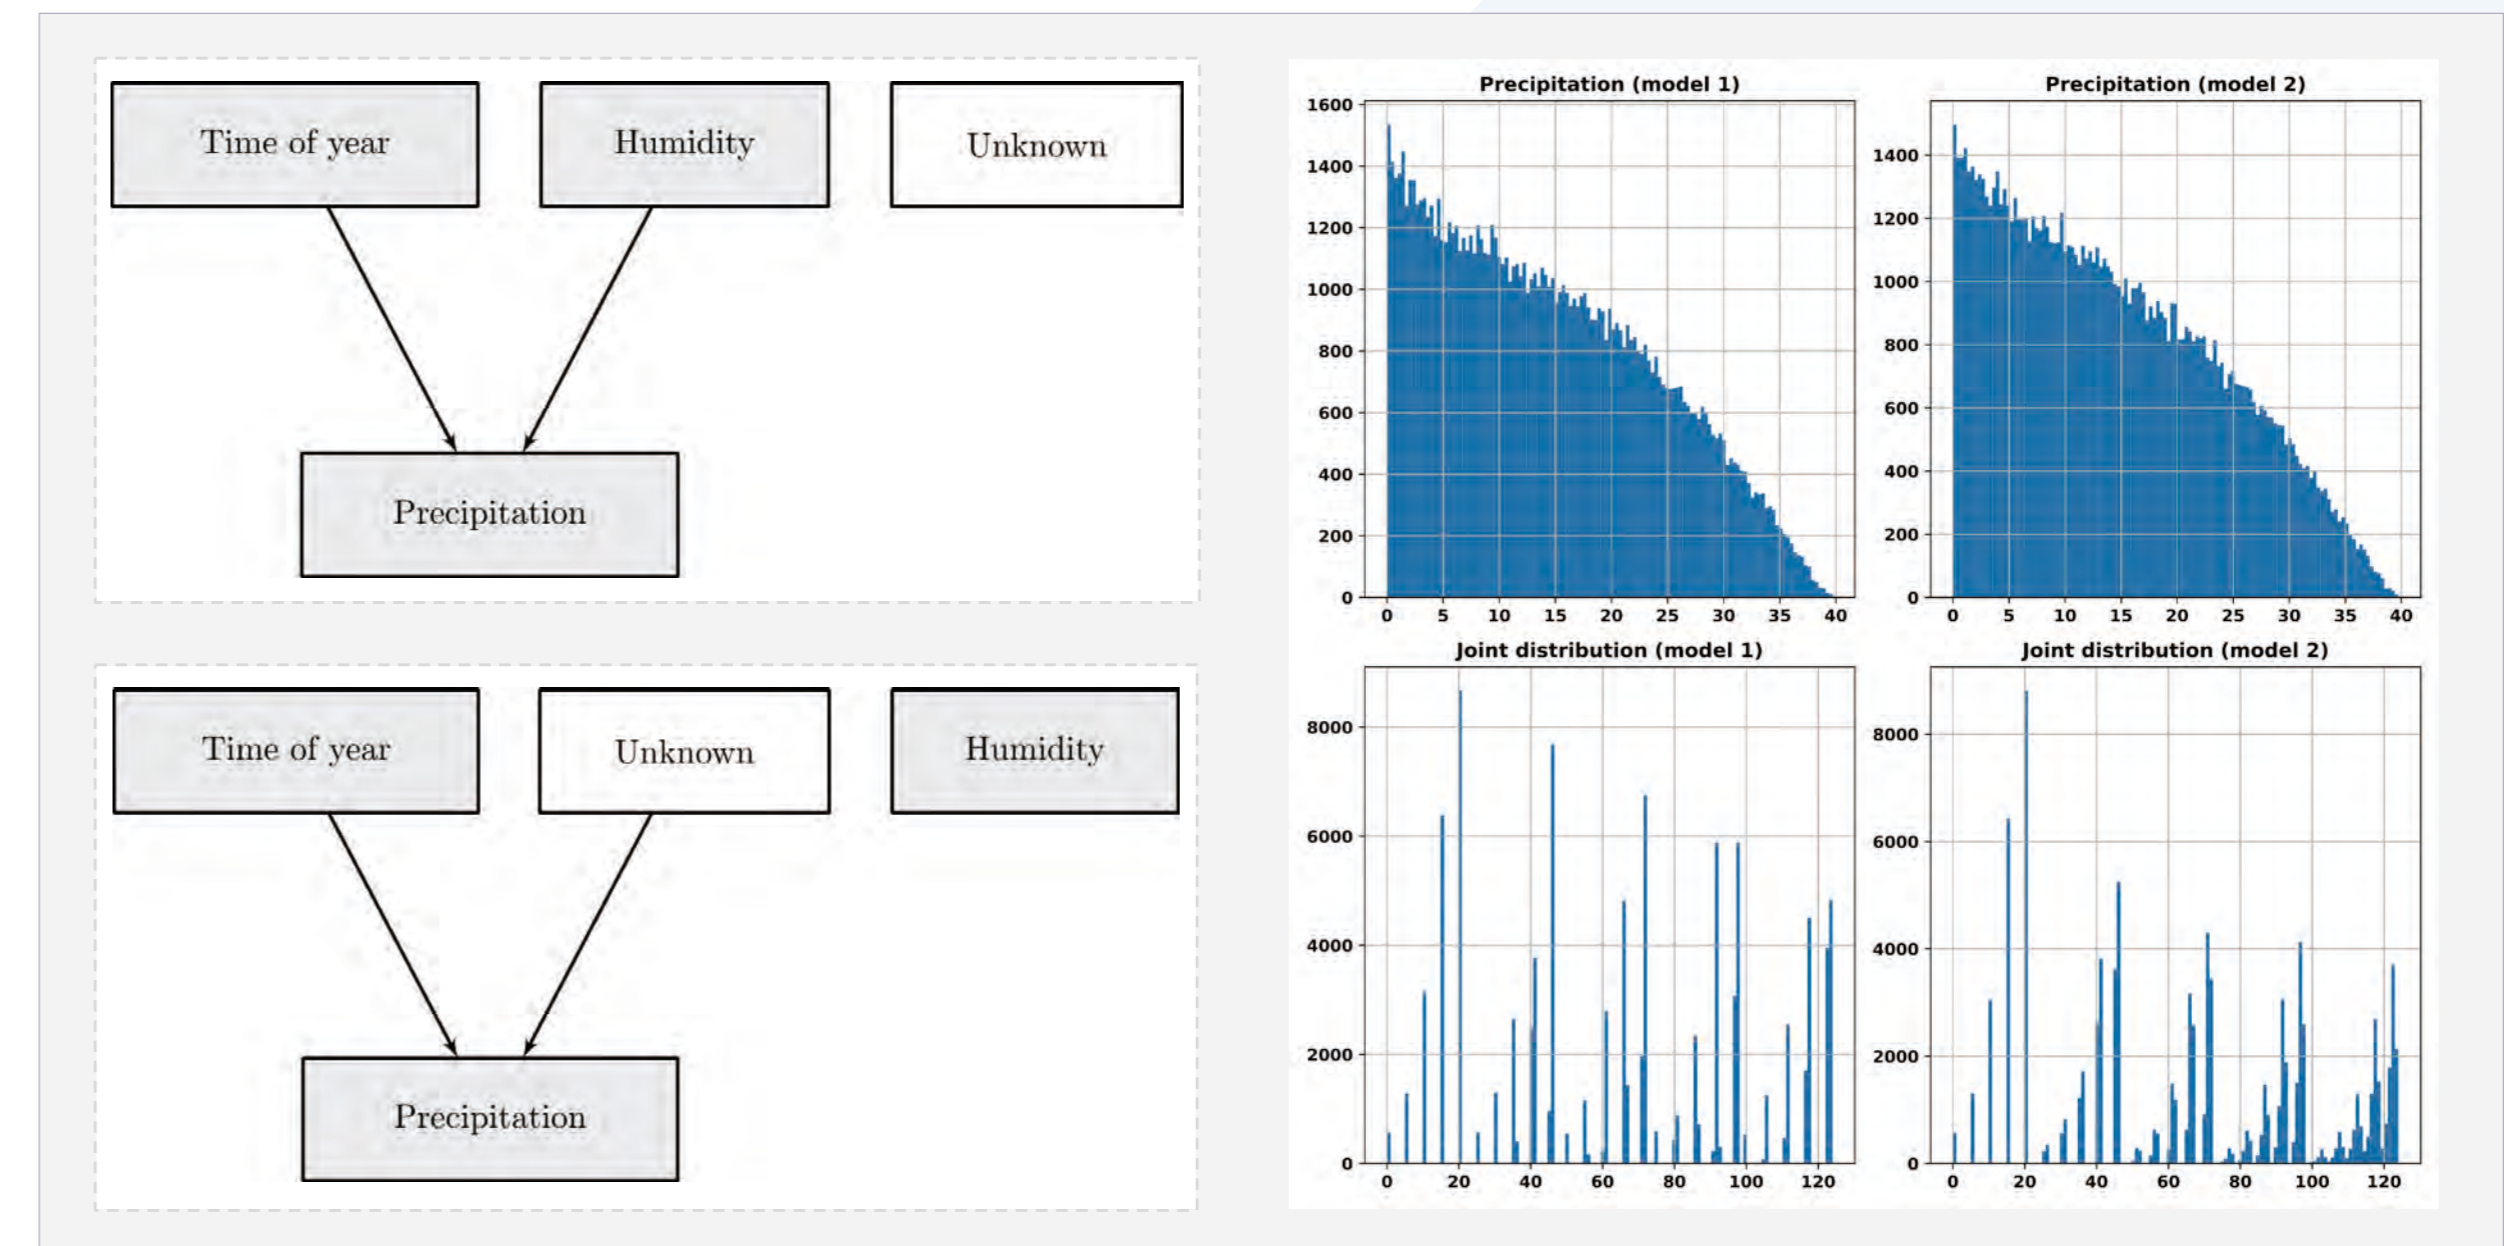 Time of year Humidity Unknown
Precipitation
Time of year Unknown Humidity
Precipitation
Precipitation (model 1)
1600
1400
1200
1000
800
600
400
200
0
0 5 10 15 20 25 30 35 40
Precipitation (model 2)
1400
1200
1000
800
600
400
200
0
0 5 10 15 20 25 30 35 40
Joint distribution (model 1)
8000
6000
4000
2000
0
0 20 40 60 80 100 120
Joint distribution (model 2)
8000
6000
4000
2000
0
0 20 40 60 80 100 120